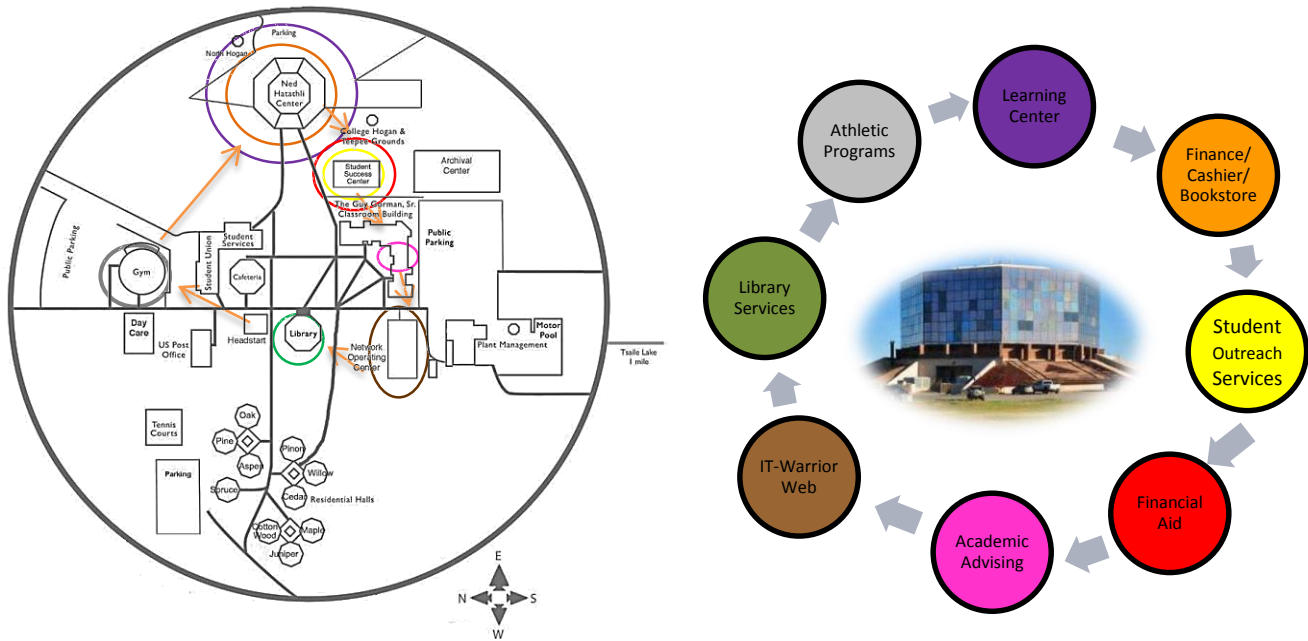 Parking
North Hogan
Ned
Hatathli
Center
College Hogan &
Teepee Grounds
Student
Success
Center
Archival
Center
The Guy Gorman, Sr.
Classroom Building
Public
Parking
Public Parking
Student
Services
Student Union
Gym
Cafeteria
Day
Care
US Post
Office
Headstart
Library
Network
Operating
Center
Motor
Pool
Plant Management
Tsaile Lake
1 mile
Tennis
Courts
Parking
Oak
Pine
Aspen
Spruce
Pinon
Willow
Cedar
Residential Halls
Cotton
Wood
Maple
Juniper
E
N
S
W
Learning
Center
Athletic
Programs
Finance/
Cashier/
Bookstore
Library
Services
Student
Outreach
Services
IT-Warrior
Web
Financial
Aid
Academic
Advising